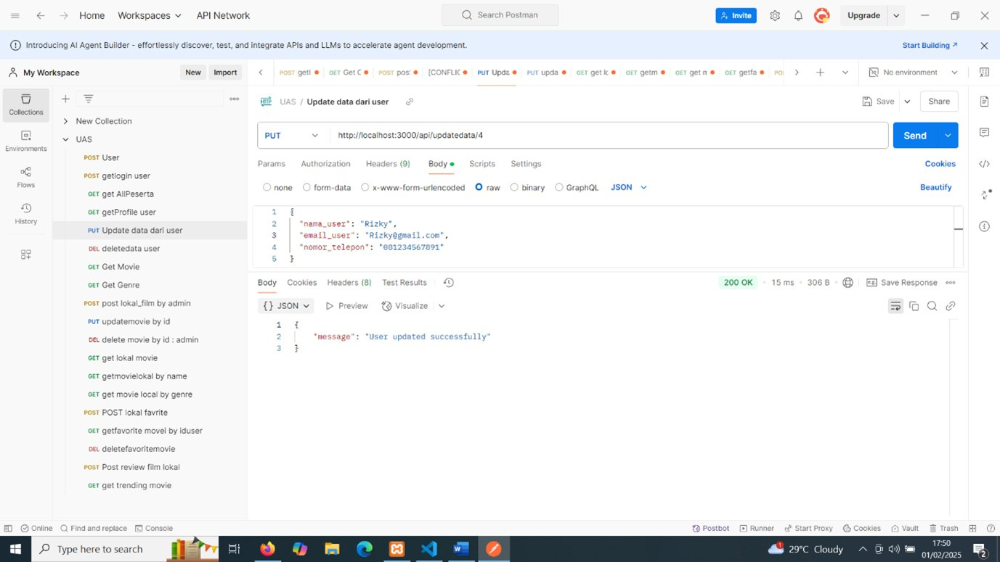 Home Workspaces API Network Search Postman Invite Upgrade
Introducing AI Agent Builder - effortlessly discover, test, and integrate APIs and LLMs to accelerate agent development. Start Building
My Workspace New Import
POST getl GET Get C POST pos [CONFLIC PUT Upda PUT upda GET get lo GET getm GET get m GET getfa PO No environment
Collections
Environments
Flows
History
New Collection
UAS
POST User
POST getlogin user
GET get AllPeserta
GET getProfile user
PUT Update data dari user
DEL deletedata user
GET Get Movie
GET Get Genre
POST post lokal_film by admin
PUT updatemovie by id
DEL delete movie by id : admin
GET get lokal movie
GET getmovielokal by name
GET get movie local by genre
POST POST lokal favrite
GET getfavorite movei by iduser
DEL deletefavoritemovie
POST Post review film lokal
GET get trending movie
HTTP UAS / Update data dari user Save Share
PUT http://localhost:3000/api/updatedata/4 Send
Params Authorization Headers (9) Body Scripts Settings Cookies
none form-data x-www-form-urlencoded raw binary GraphQL JSON Beautify
1 {
2 "nama_user": "Rizky",
3 "email_user": "Rizky@gmail.com",
4 "nomor_telepon": "081234567891"
5 }
Body Cookies Headers (8) Test Results 200 OK 15 ms 306 B Save Response
{} JSON Preview Visualize
1 {
2 "message": "User updated successfully"
3 }
Online Find and replace Console Postbot Runner Start Proxy Cookies Vault Trash
Type here to search 1 29°C Cloudy 17:50
01/02/2025 2